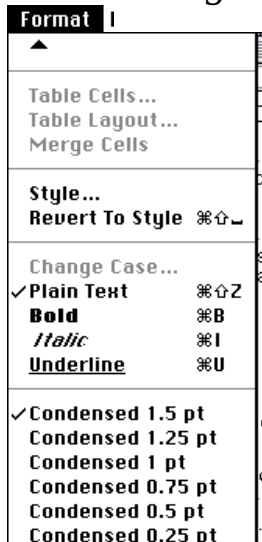 Format
Table Cells...
Table Layout...
Merge Cells
Style...
Revert To Style ⌘⇧⎵
Change Case...
✓Plain Text ⌘⇧Z
Bold ⌘B
Italic ⌘I
Underline ⌘U
✓Condensed 1.5 pt
Condensed 1.25 pt
Condensed 1 pt
Condensed 0.75 pt
Condensed 0.5 pt
Condensed 0.25 pt